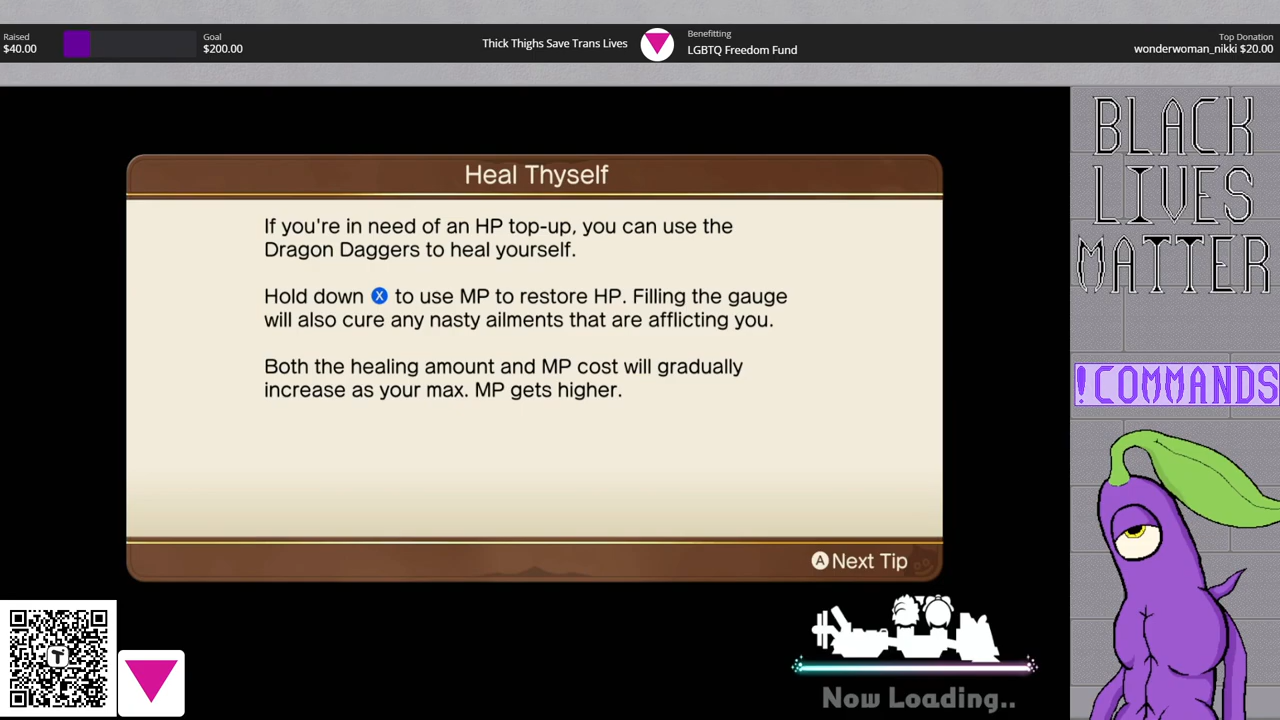 Raised
$40.00
Goal
$200.00
Thick Thighs Save Trans Lives
Benefitting
LGBTQ Freedom Fund
Top Donation
wonderwoman_nikki $20.00
BLACK
LIVES
MATTER
Heal Thyself
If you're in need of an HP top-up, you can use the
Dragon Daggers to heal yourself.
Hold down X to use MP to restore HP. Filling the gauge
will also cure any nasty ailments that are afflicting you.
Both the healing amount and MP cost will gradually
increase as your max. MP gets higher.
A Next Tip
!COMMANDS
T
Now Loading..